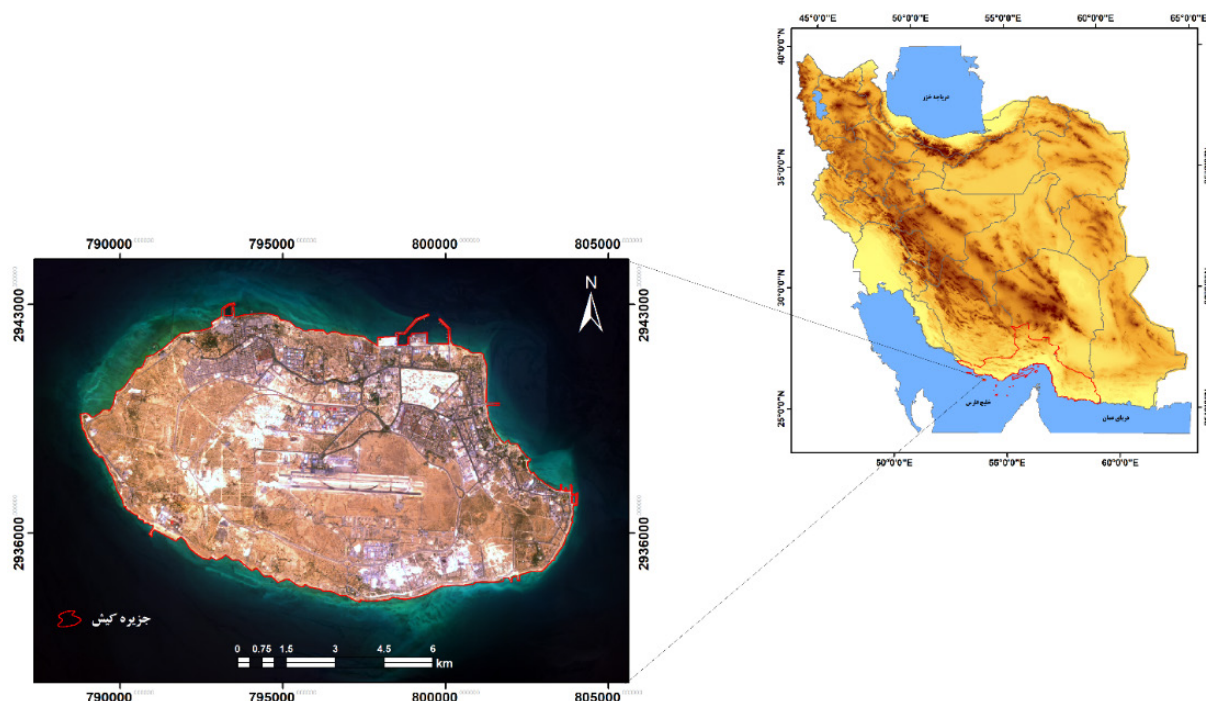 45°0'0"E 50°0'0"E 55°0'0"E 60°0'0"E 65°0'0"E
40°0'0"N
دریاچه خزر
35°0'0"N
30°0'0"N
25°0'0"N
خلیج فارس
دریای عمان
50°0'0"E 55°0'0"E 60°0'0"E
790000 795000 800000 805000
2943000 2943000
N
2936000 2936000
جزیره کیش
0 0.75 1.5 3 4.5 6
km
790000 795000 800000 805000